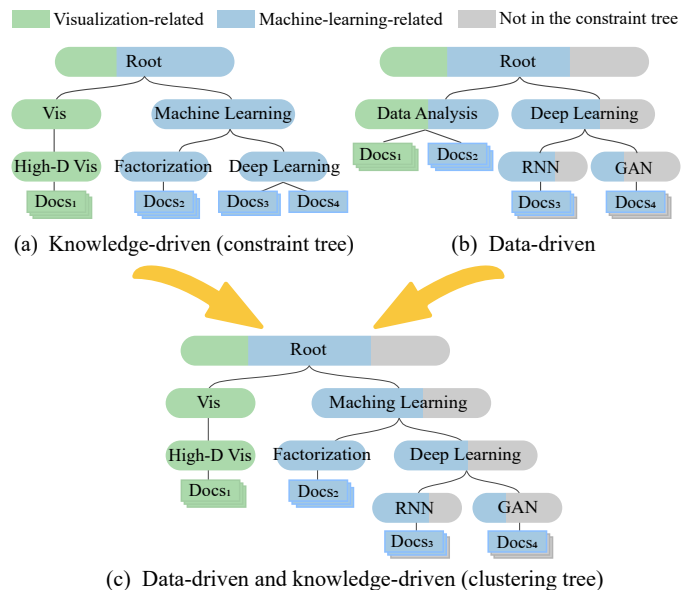 Visualization-related Machine-learning-related Not in the constraint tree
Root
Vis Machine Learning
High-D Vis Factorization Deep Learning
Docs₁ Docs₂ Docs₃ Docs₄
(a) Knowledge-driven (constraint tree)
Root
Data Analysis Deep Learning
Docs₁ Docs₂ RNN GAN
Docs₃ Docs₄
(b) Data-driven
Root
Vis Maching Learning
High-D Vis Factorization Deep Learning
Docs₁ Docs₂ RNN GAN
Docs₃ Docs₄
(c) Data-driven and knowledge-driven (clustering tree)